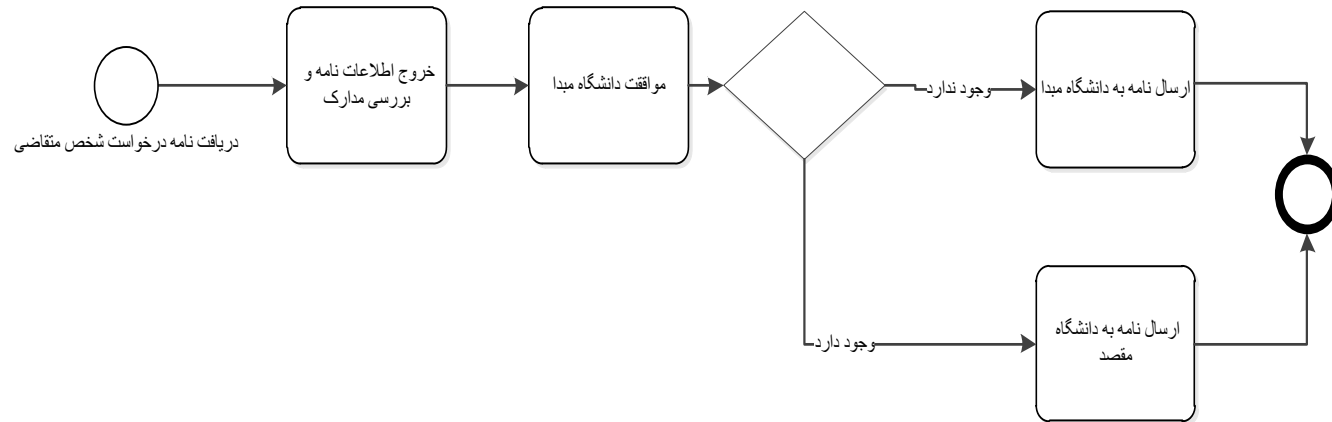 دریافت نامه درخواست شخص متقاضی
خروج اطلاعات نامه و
بررسی مدارک
مواققت دانشگاه مبدا
وجود ندارد
ارسال نامه به دانشگاه مبدا
وجود دارد
ارسال نامه به دانشگاه
مقصد